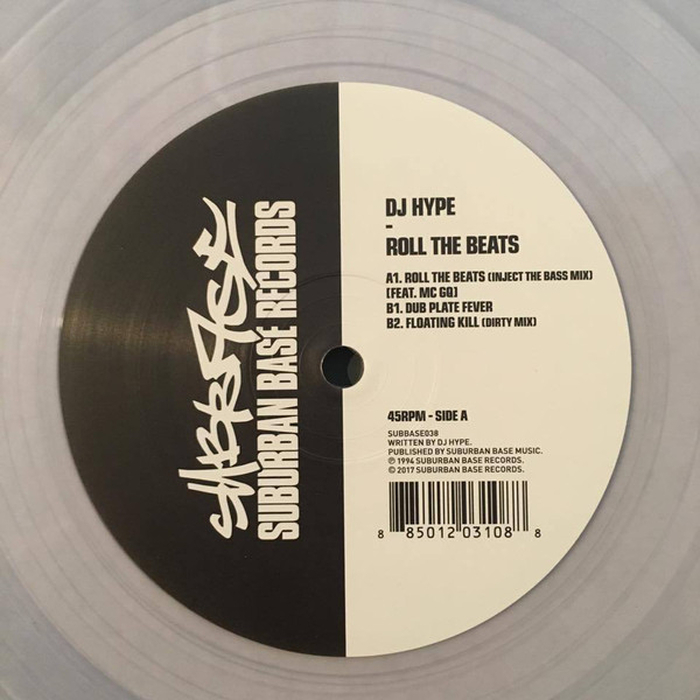 SUBBASE
SUBURBAN BASE RECORDS
DJ HYPE
-
ROLL THE BEATS
A1. ROLL THE BEATS (INJECT THE BASS MIX)
[FEAT. MC GQ]
B1. DUB PLATE FEVER
B2. FLOATING KILL (DIRTY MIX)
45RPM - SIDE A
SUBBASE038
WRITTEN BY DJ HYPE.
PUBLISHED BY SUBURBAN BASE MUSIC.
℗ 1994 SUBURBAN BASE RECORDS.
© 2017 SUBURBAN BASE RECORDS.
8 85012 03108 8